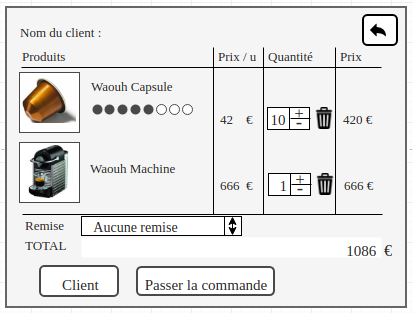 Nom du client :
Produits Prix / u Quantité Prix
Waouh Capsule
42 € 10 + - 420 €
Waouh Machine
666 € 1 + - 666 €
Remise Aucune remise
TOTAL 1086 €
Client Passer la commande